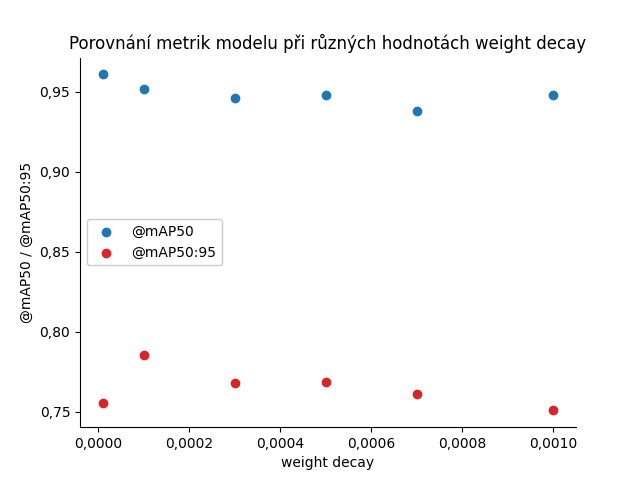 Porovnání metrik modelu při různých hodnotách weight decay
@mAP50 / @mAP50:95
0,95
0,90
0,85
0,80
0,75
@mAP50
@mAP50:95
0,0000
0,0002
0,0004
0,0006
0,0008
0,0010
weight decay